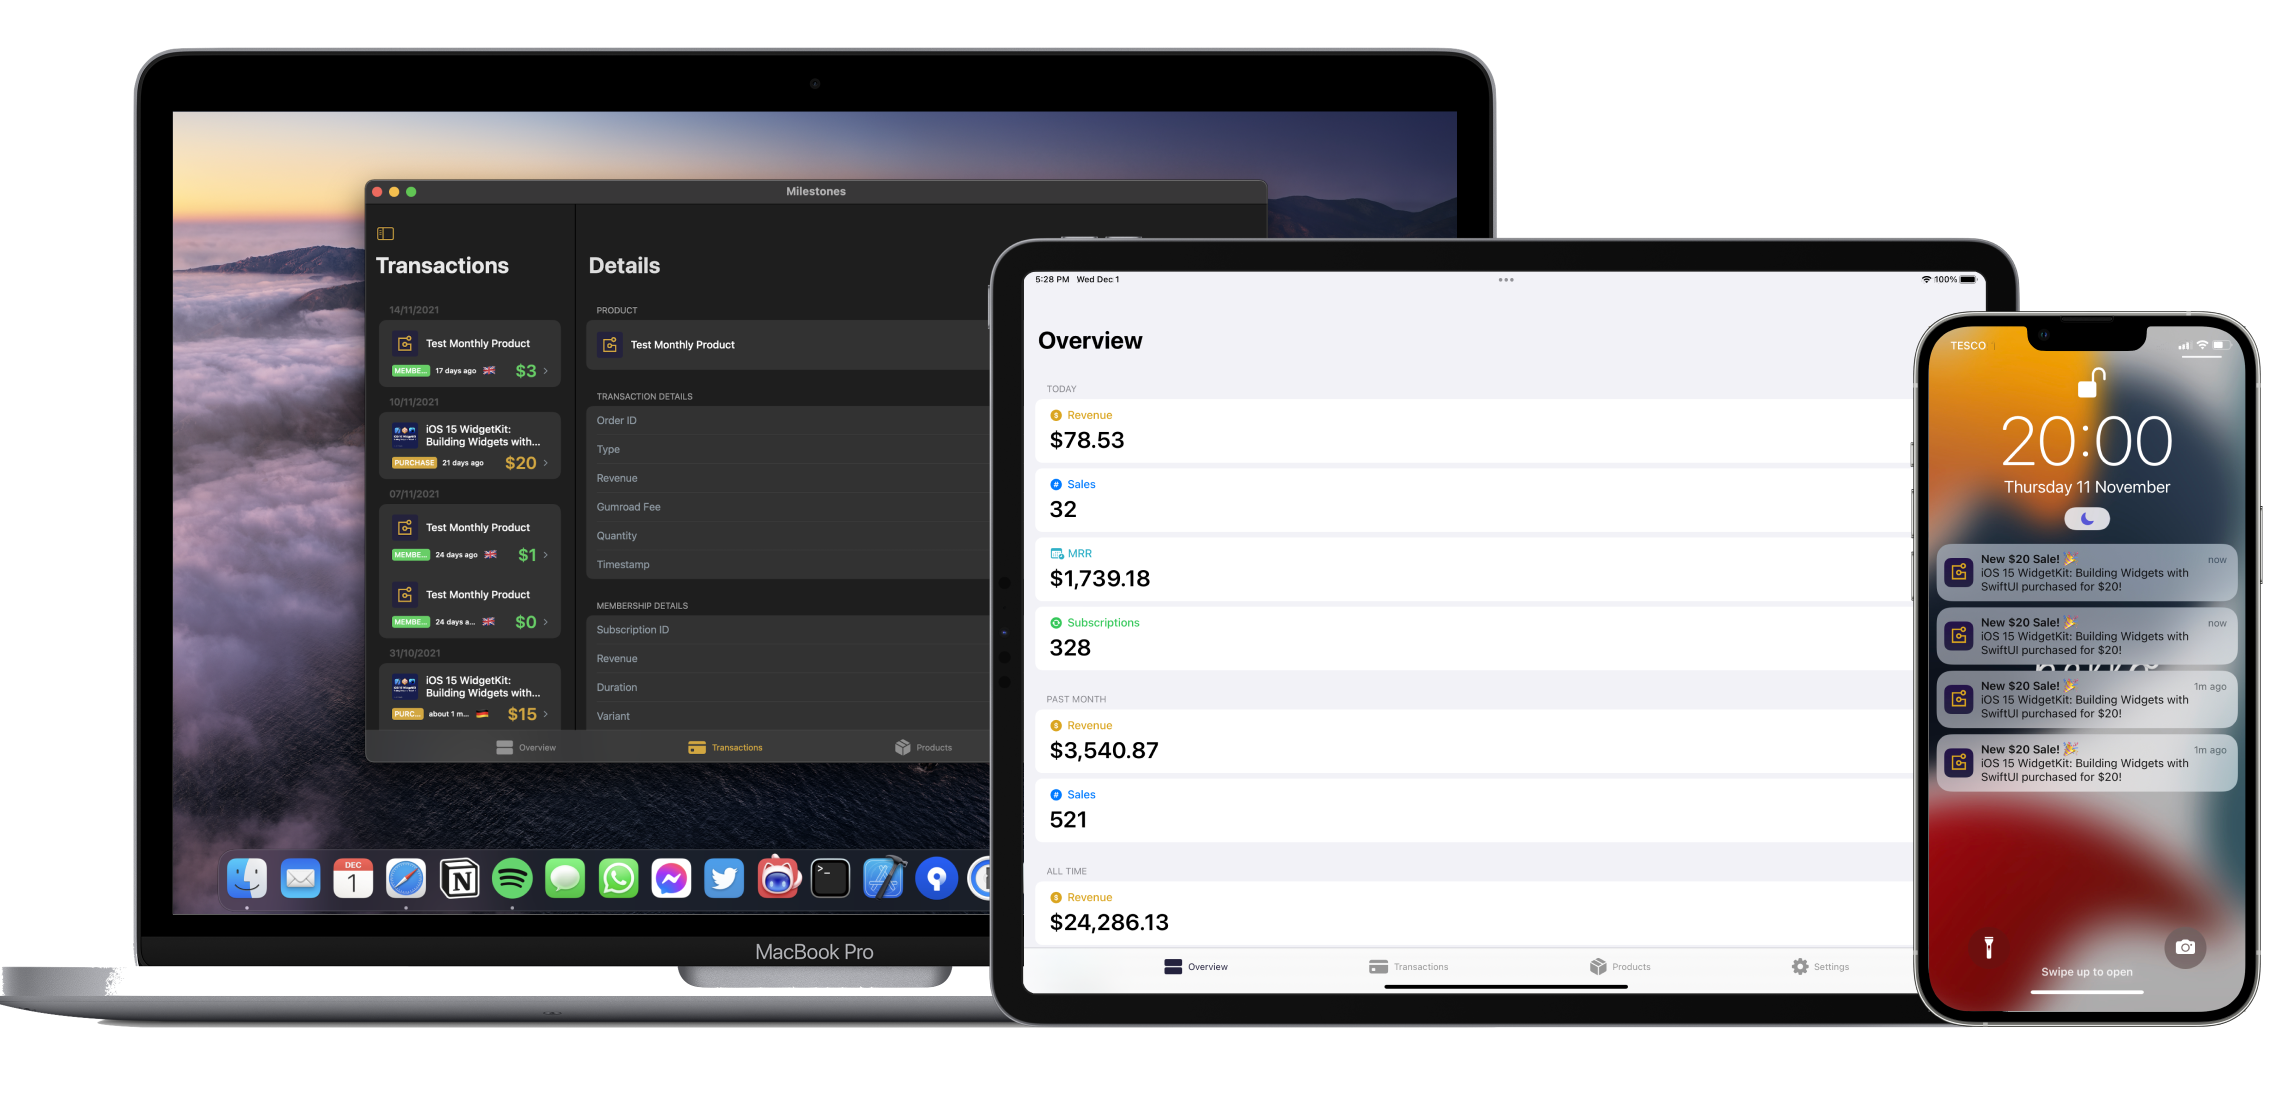 Milestones
Transactions
14/11/2021
Test Monthly Product
MEMBE... 17 days ago $3
10/11/2021
iOS 15 WidgetKit:
Building Widgets with...
PURCHASE 21 days ago $20
07/11/2021
Test Monthly Product
MEMBE... 24 days ago $1
Test Monthly Product
MEMBE... 24 days a... $0
31/10/2021
iOS 15 WidgetKit:
Building Widgets with...
PURC... about 1 m... $15
Details
PRODUCT
Test Monthly Product
TRANSACTION DETAILS
Order ID
Type
Revenue
Gumroad Fee
Quantity
Timestamp
MEMBERSHIP DETAILS
Subscription ID
Revenue
Duration
Variant
Overview Transactions Products
DEC
1
MacBook Pro
5:28 PM Wed Dec 1 100%
Overview
TODAY
Revenue
$78.53
Sales
32
MRR
$1,739.18
Subscriptions
328
PAST MONTH
Revenue
$3,540.87
Sales
521
ALL TIME
Revenue
$24,286.13
Overview Transactions Products Settings
TESCO
20:00
Thursday 11 November
New $20 Sale! now
iOS 15 WidgetKit: Building Widgets with
SwiftUI purchased for $20!
New $20 Sale! now
iOS 15 WidgetKit: Building Widgets with
SwiftUI purchased for $20!
New $20 Sale! 1m ago
iOS 15 WidgetKit: Building Widgets with
SwiftUI purchased for $20!
New $20 Sale! 1m ago
iOS 15 WidgetKit: Building Widgets with
SwiftUI purchased for $20!
Swipe up to open